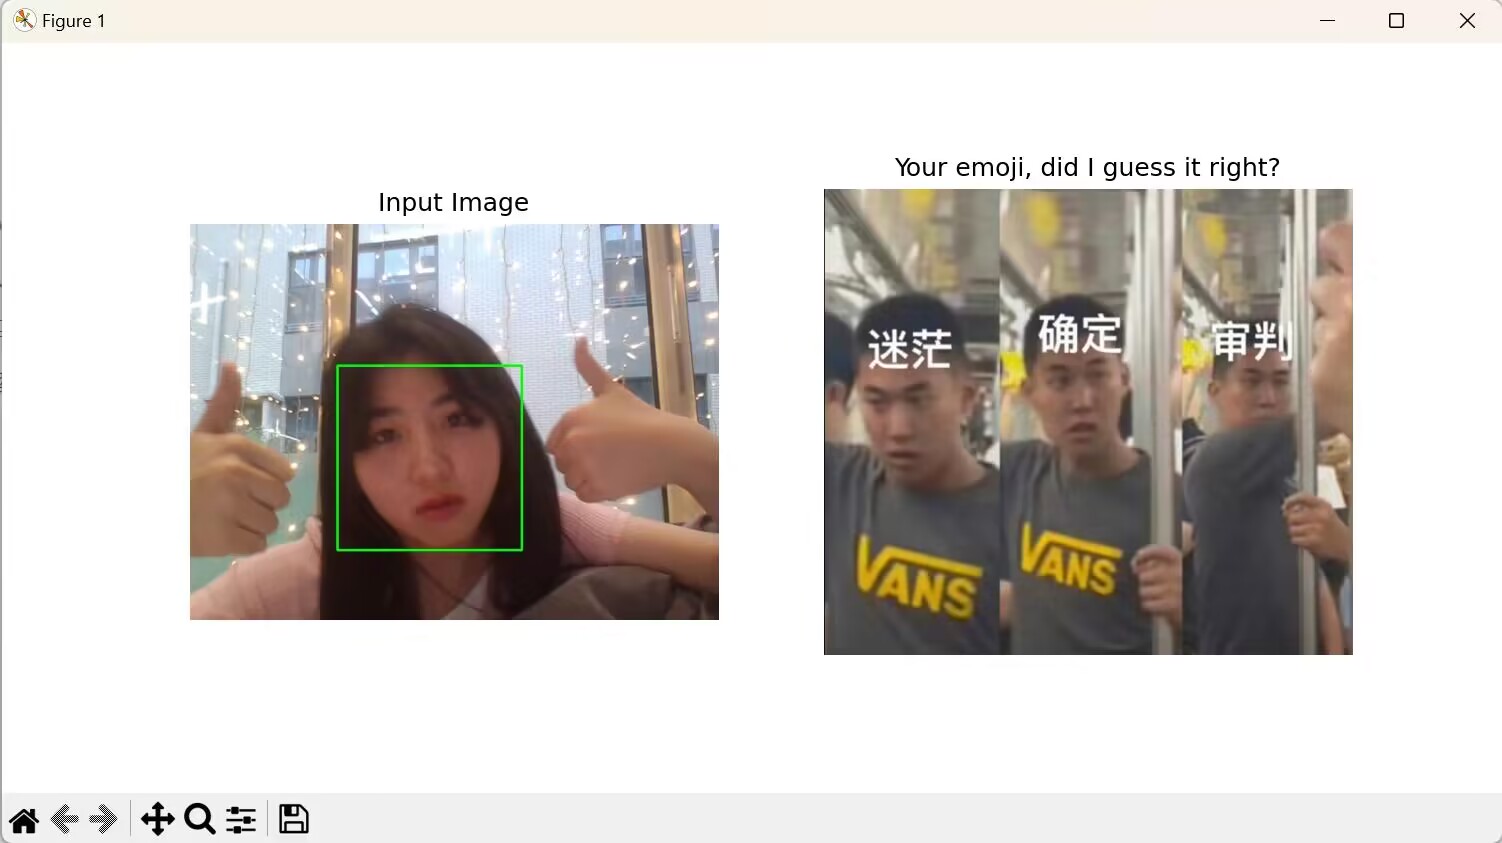 Figure 1
Input Image
Your emoji, did I guess it right?
迷茫
确定
审判
VANS
VANS